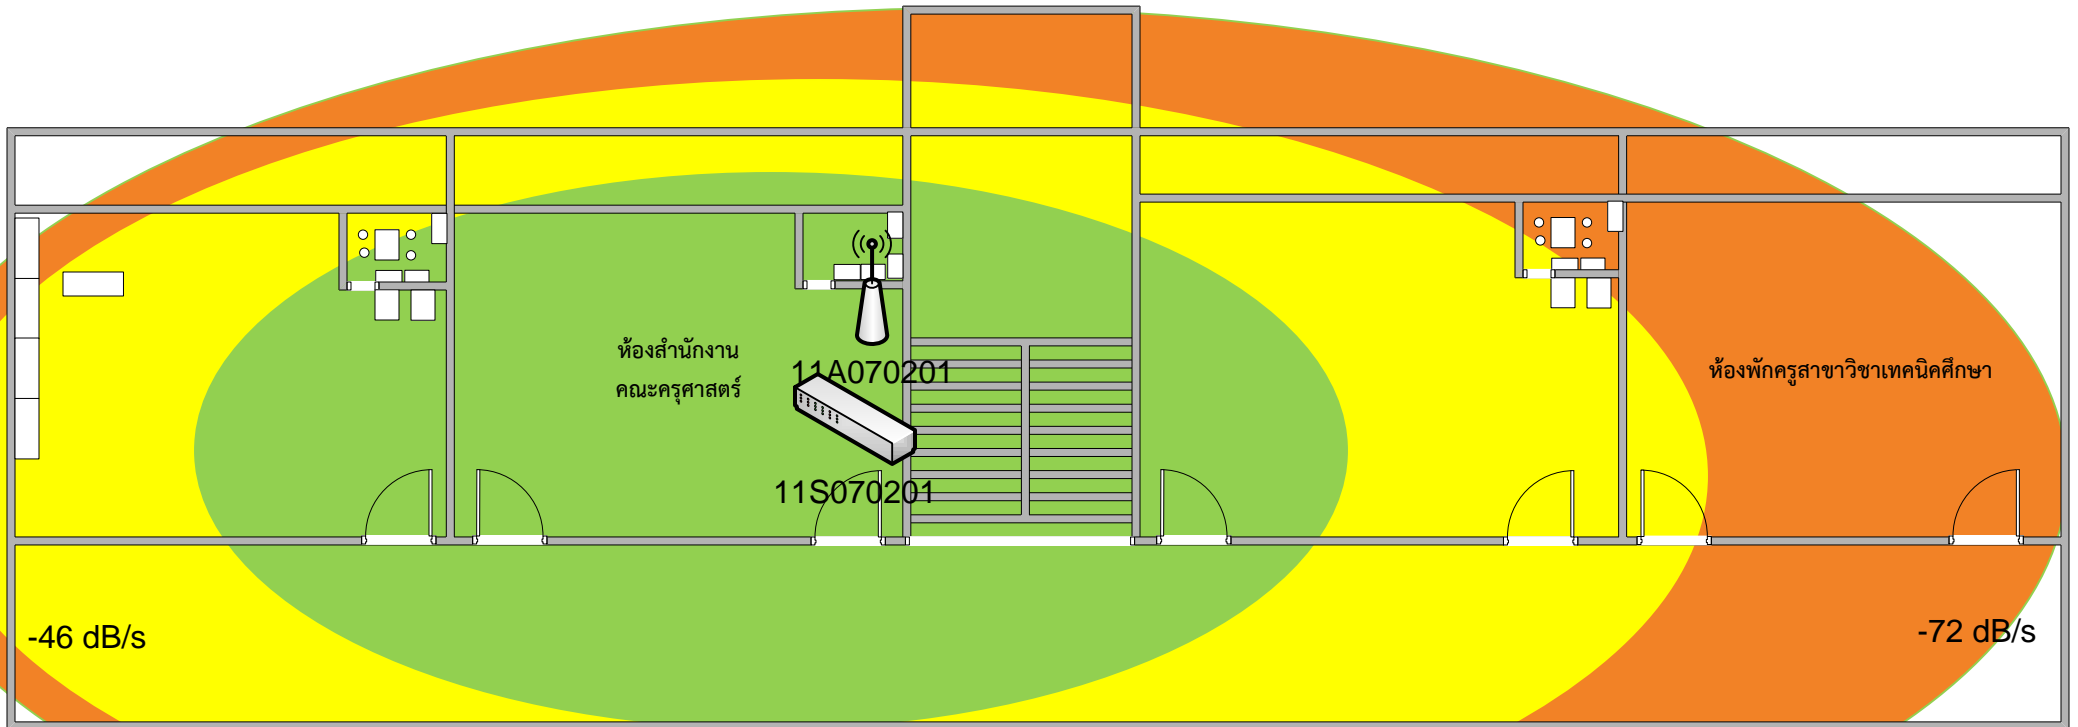 ห้องสำนักงาน
คณะครุศาสตร์
11A070201
ห้องพักครูสาขาวิชาเทคนิคศึกษา
11S070201
-46 dB/s
-72 dB/s